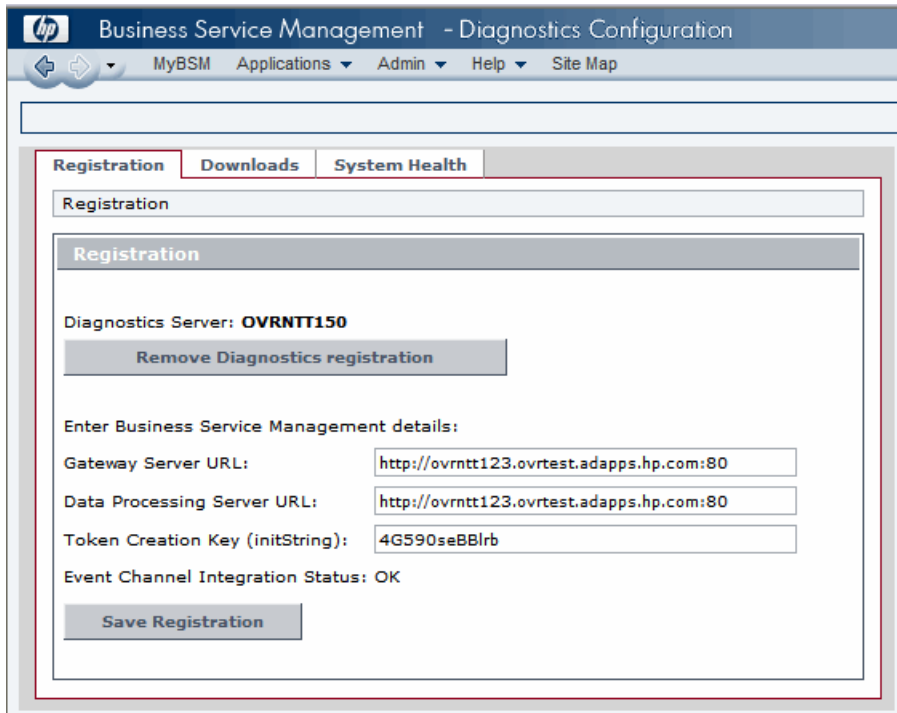 hp Business Service Management - Diagnostics Configuration
MyBSM Applications Admin Help Site Map
Registration Downloads System Health
Registration
Registration
Diagnostics Server: OVRNTT150
Remove Diagnostics registration
Enter Business Service Management details:
Gateway Server URL: http://ovrntt123.ovrtest.adapps.hp.com:80
Data Processing Server URL: http://ovrntt123.ovrtest.adapps.hp.com:80
Token Creation Key (initString): 4G590seBBlrb
Event Channel Integration Status: OK
Save Registration